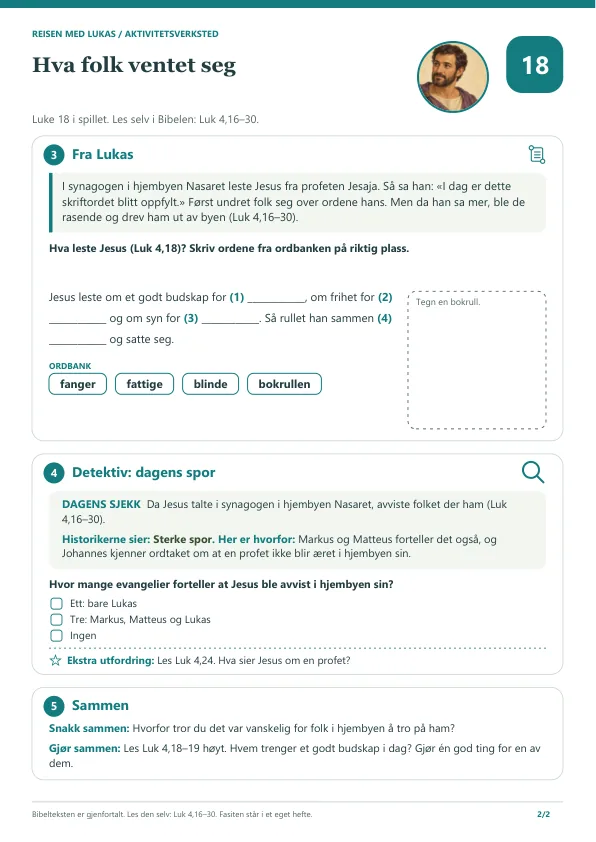 REISEN MED LUKAS / AKTIVITETSVERKSTED
Hva folk ventet seg
18
Luke 18 i spillet. Les selv i Bibelen: Luk 4,16–30.
3 Fra Lukas
I synagogen i hjembyen Nasaret leste Jesus fra profeten Jesaja. Så sa han: «I dag er dette
skriftordet blitt oppfylt.» Først undret folk seg over ordene hans. Men da han sa mer, ble de
rasende og drev ham ut av byen (Luk 4,16–30).
Hva leste Jesus (Luk 4,18)? Skriv ordene fra ordbanken på riktig plass.
Jesus leste om et godt budskap for (1) __________, om frihet for (2)
__________ og om syn for (3) __________. Så rullet han sammen (4)
__________ og satte seg.
Tegn en bokrull.
ORDBANK
fanger fattige blinde bokrullen
4 Detektiv: dagens spor
DAGENS SJEKK Da Jesus talte i synagogen i hjembyen Nasaret, avviste folket der ham (Luk
4,16–30).
Historikerne sier: Sterke spor. Her er hvorfor: Markus og Matteus forteller det også, og
Johannes kjenner ordtaket om at en profet ikke blir æret i hjembyen sin.
Hvor mange evangelier forteller at Jesus ble avvist i hjembyen sin?
Ett: bare Lukas
Tre: Markus, Matteus og Lukas
Ingen
Ekstra utfordring: Les Luk 4,24. Hva sier Jesus om en profet?
5 Sammen
Snakk sammen: Hvorfor tror du det var vanskelig for folk i hjembyen å tro på ham?
Gjør sammen: Les Luk 4,18–19 høyt. Hvem trenger et godt budskap i dag? Gjør én god ting for en av
dem.
Bibelteksten er gjenfortalt. Les den selv: Luk 4,16–30. Fasiten står i et eget hefte.
2/2